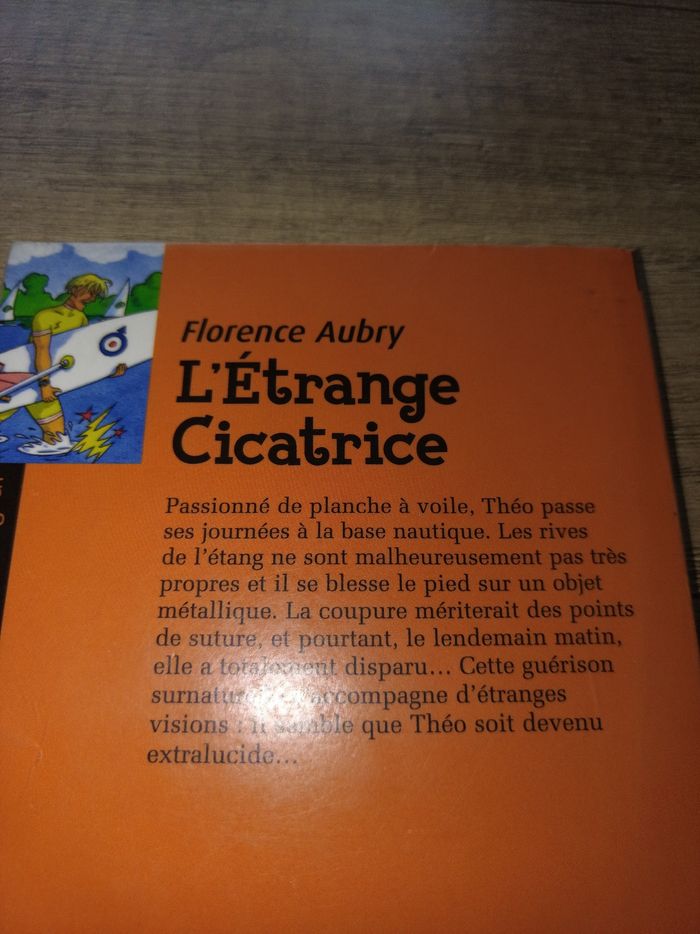 Florence Aubry
L'Étrange
Cicatrice
Passionné de planche à voile, Théo passe
ses journées à la base nautique. Les rives
de l'étang ne sont malheureusement pas très
propres et il se blesse le pied sur un objet
métallique. La coupure mériterait des points
de suture, et pourtant, le lendemain matin,
elle a totalement disparu... Cette guérison
accompagne d'étranges
visions : il semble que Théo soit devenu
extralucide...